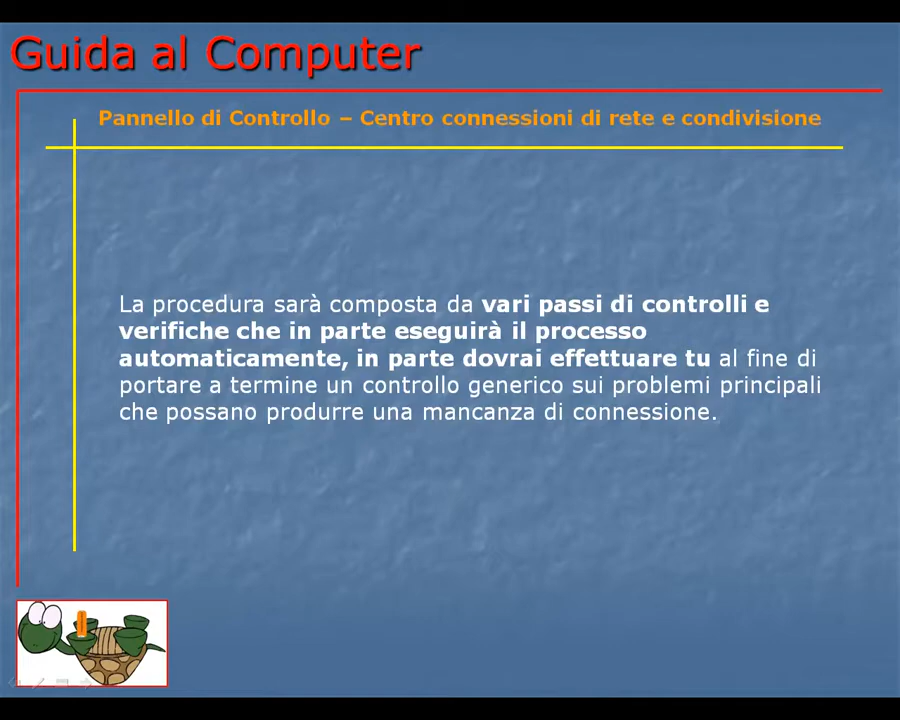 Guida al Computer
Pannello di Controllo – Centro connessioni di rete e condivisione
La procedura sarà composta da vari passi di controlli e
verifiche che in parte eseguirà il processo
automaticamente, in parte dovrai effettuare tu al fine di
portare a termine un controllo generico sui problemi principali
che possano produrre una mancanza di connessione.